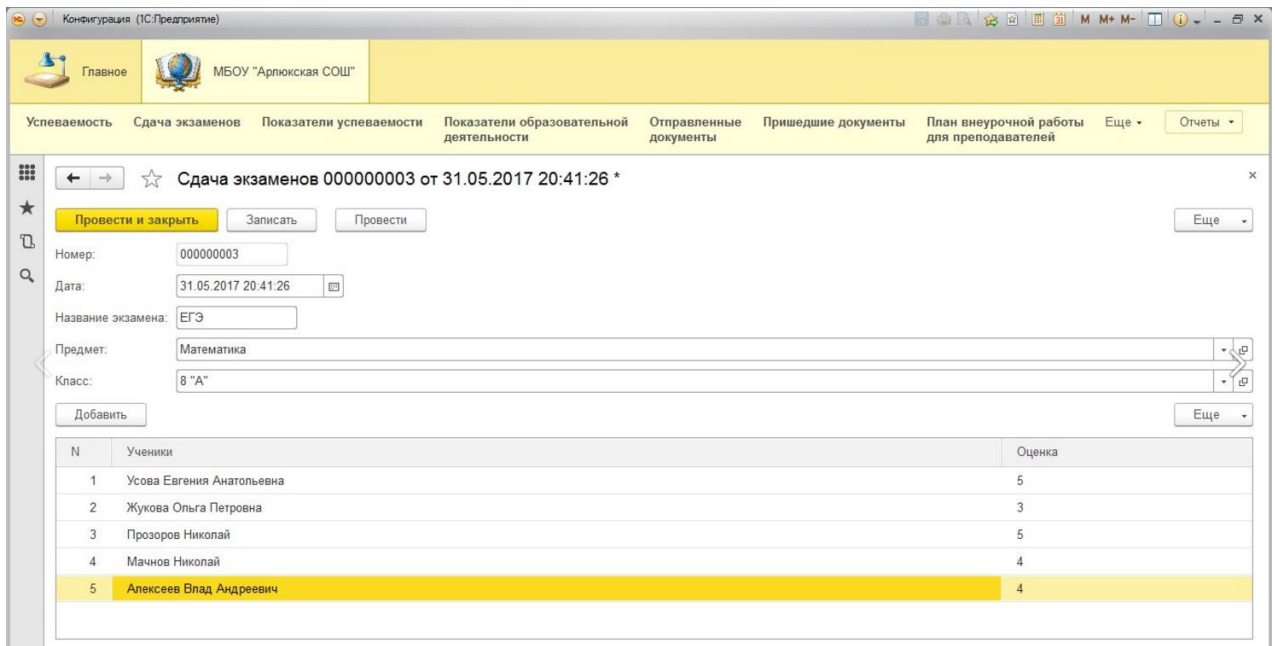 Конфигурация (1С:Предприятие) M M+ M-
Главное МБОУ "Арлюкская СОШ"
Успеваемость Сдача экзаменов Показатели успеваемости Показатели образовательной деятельности Отправленные документы Пришедшие документы План внеурочной работы для преподавателей Еще Отчеты
Сдача экзаменов 000000003 от 31.05.2017 20:41:26 *
Провести и закрыть Записать Провести Еще
Номер: 000000003
Дата: 31.05.2017 20:41:26
Название экзамена: ЕГЭ
Предмет: Математика
Класс: 8 "А"
Добавить Еще
N Ученики Оценка
1 Усова Евгения Анатольевна 5
2 Жукова Ольга Петровна 3
3 Прозоров Николай 5
4 Мачнов Николай 4
5 Алексеев Влад Андреевич 4